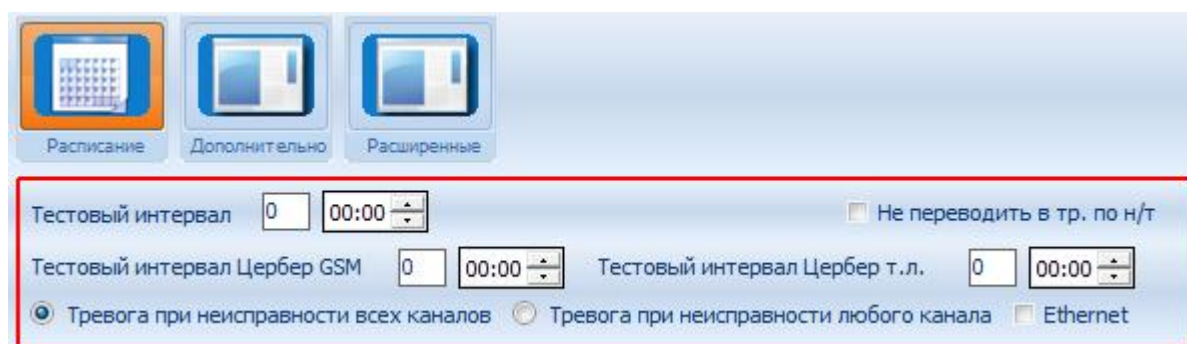 Расписание Дополнительно Расширенные
Тестовый интервал 0 00:00 Не переводить в тр. по н/т
Тестовый интервал Цербер GSM 0 00:00 Тестовый интервал Цербер т.л. 0 00:00
Тревога при неисправности всех каналов Тревога при неисправности любого канала Ethernet